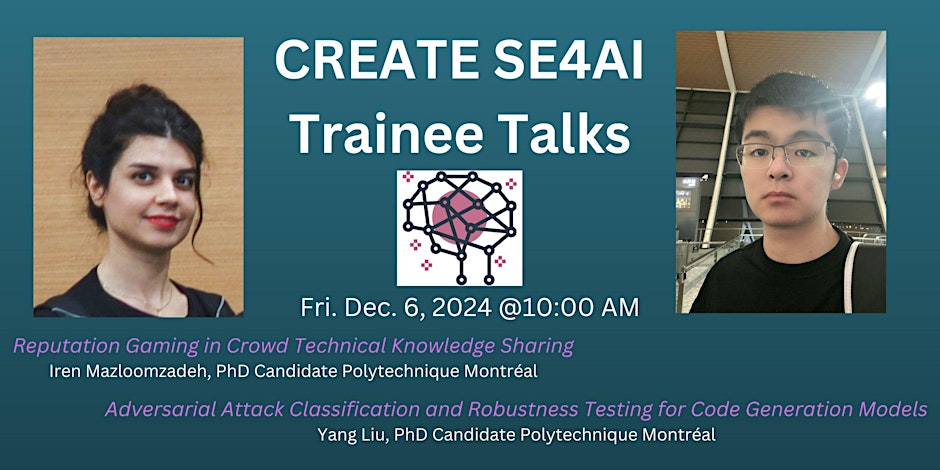 CREATE SE4AI
Trainee Talks
Fri. Dec. 6, 2024 @10:00 AM
Reputation Gaming in Crowd Technical Knowledge Sharing
Iren Mazloomzadeh, PhD Candidate Polytechnique Montréal
Adversarial Attack Classification and Robustness Testing for Code Generation Models
Yang Liu, PhD Candidate Polytechnique Montréal